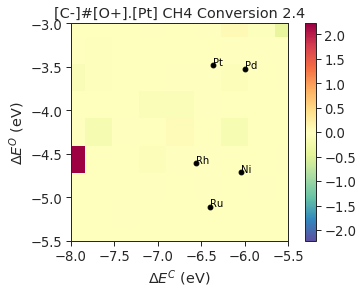 [C-]#[O+].[Pt] CH4 Conversion 2.4
−3.0
−3.5
−4.0
−4.5
−5.0
−5.5
ΔE^O (eV)
Pt
Pd
Rh
Ni
Ru
−8.0 −7.5 −7.0 −6.5 −6.0 −5.5
ΔE^C (eV)
2.0
1.5
1.0
0.5
0.0
−0.5
−1.0
−1.5
−2.0